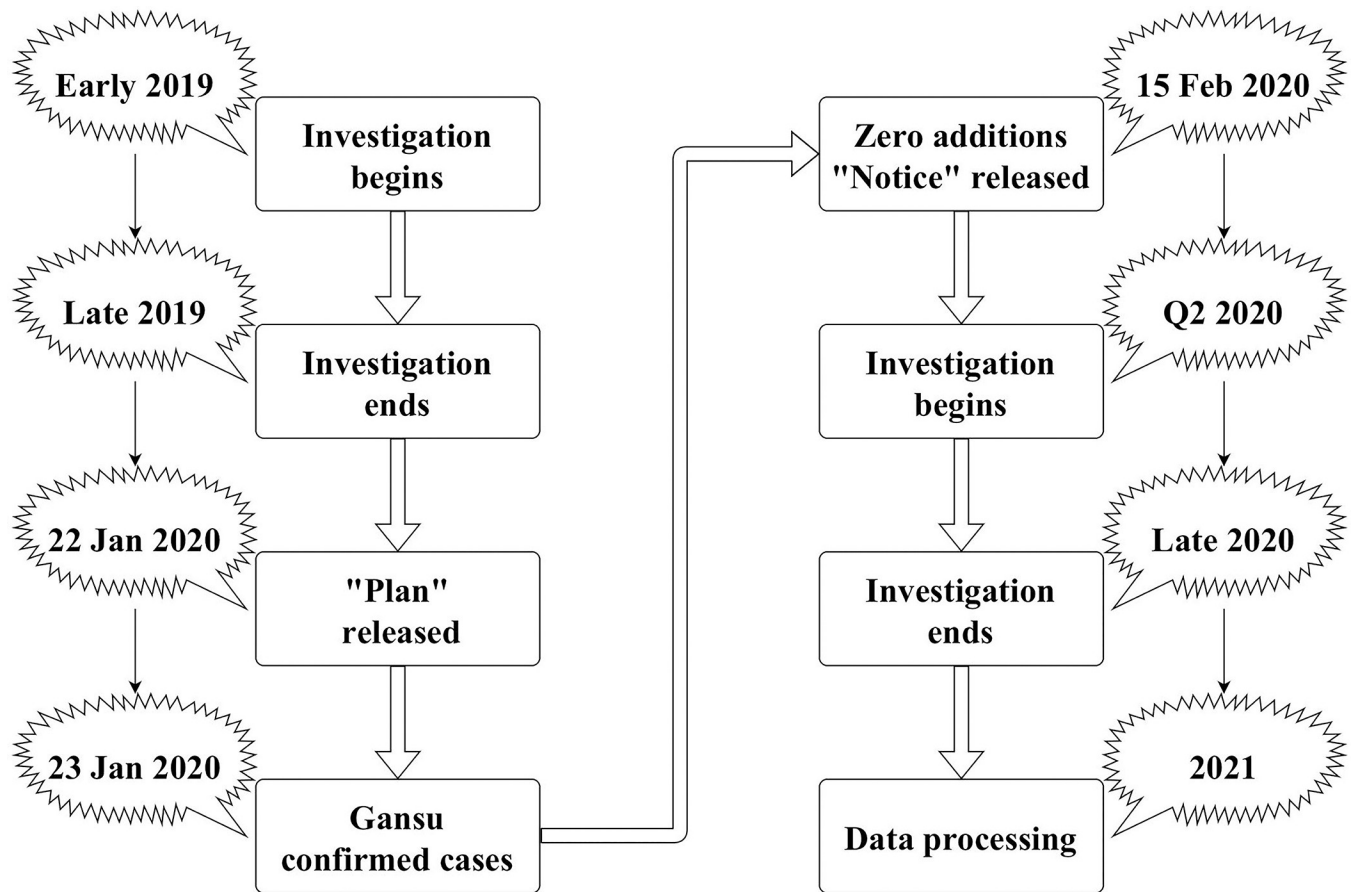 Early 2019
Investigation
begins
Late 2019
Investigation
ends
22 Jan 2020
"Plan"
released
23 Jan 2020
Gansu
confirmed cases
15 Feb 2020
Zero additions
"Notice" released
Q2 2020
Investigation
begins
Late 2020
Investigation
ends
2021
Data processing